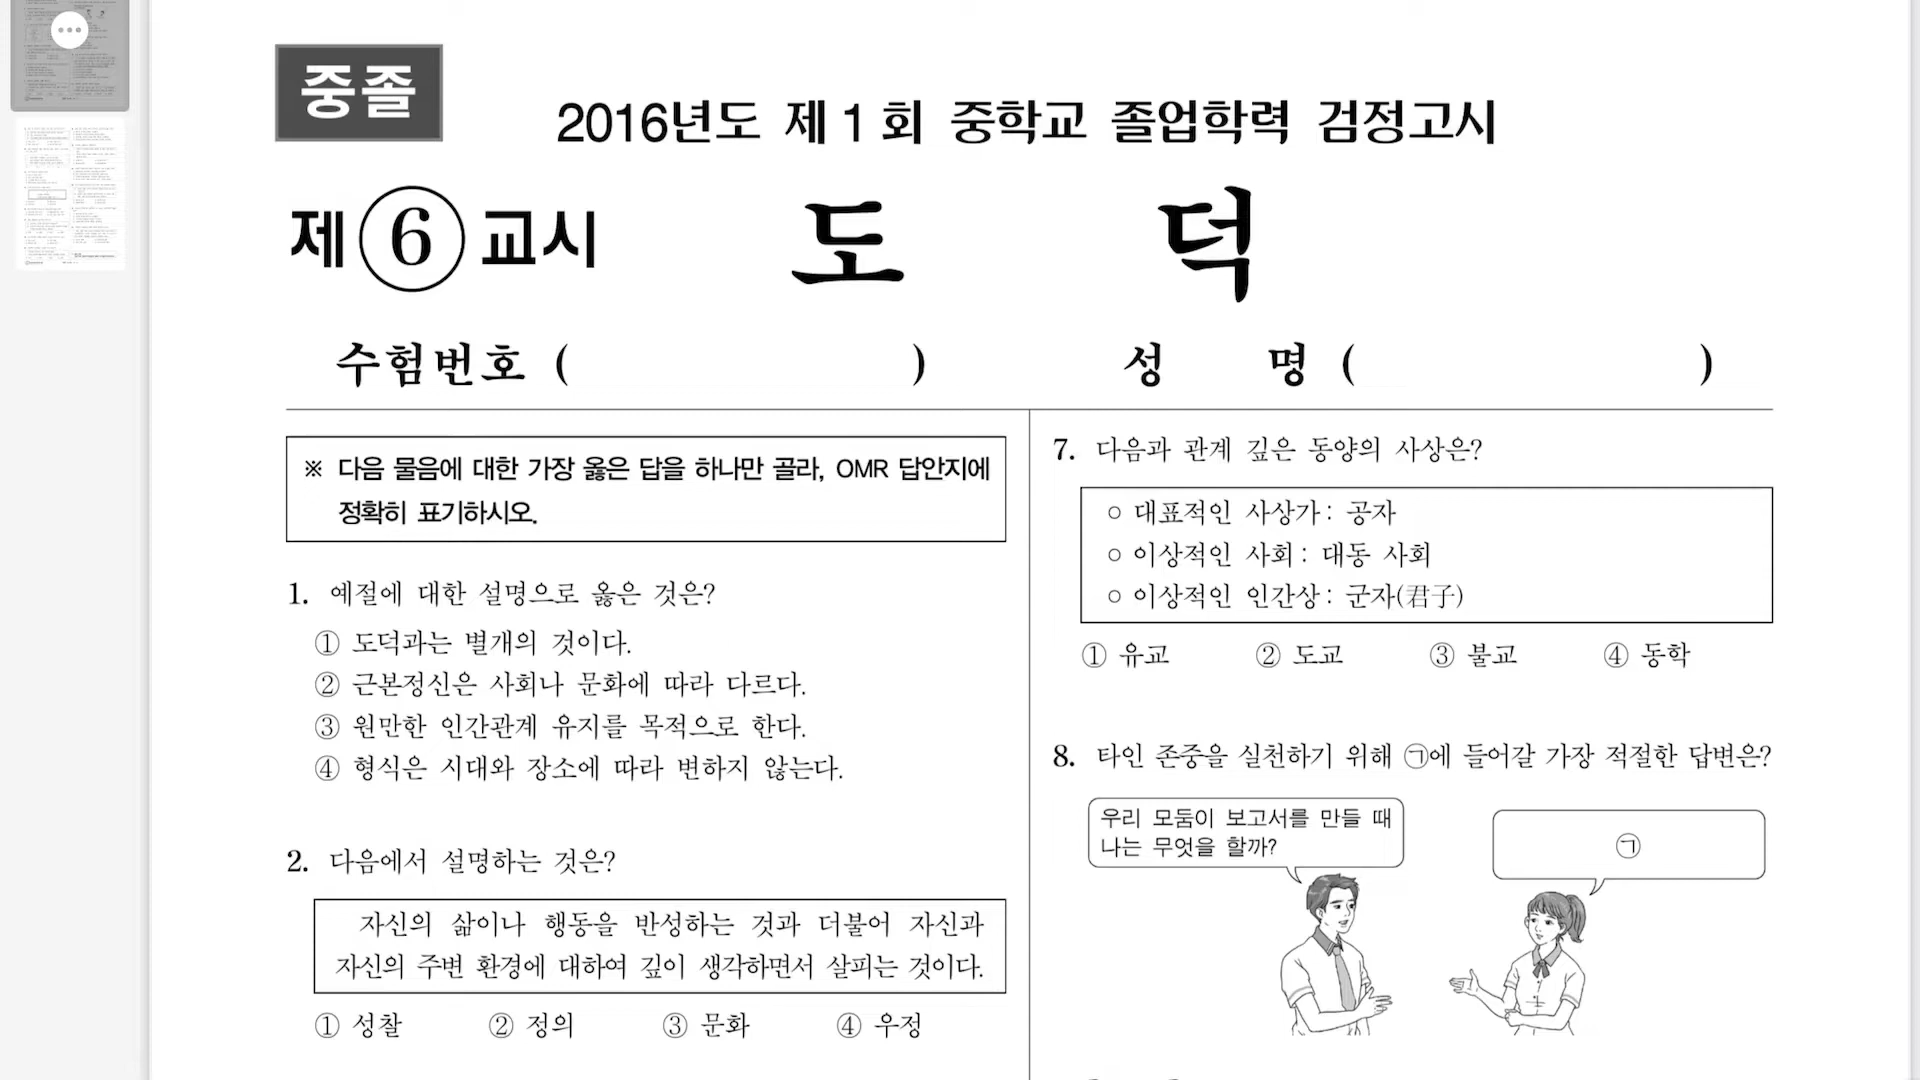 중졸
2016년도 제1회 중학교 졸업학력 검정고시
제 6 교시 도 덕
수험번호 ( ) 성 명 ( )
※ 다음 물음에 대한 가장 옳은 답을 하나만 골라, OMR 답안지에
정확히 표기하시오.
1. 예절에 대한 설명으로 옳은 것은?
① 도덕과는 별개의 것이다.
② 근본정신은 사회나 문화에 따라 다르다.
③ 원만한 인간관계 유지를 목적으로 한다.
④ 형식은 시대와 장소에 따라 변하지 않는다.
2. 다음에서 설명하는 것은?
자신의 삶이나 행동을 반성하는 것과 더불어 자신과
자신의 주변 환경에 대하여 깊이 생각하면서 살피는 것이다.
① 성찰 ② 정의 ③ 문화 ④ 우정
7. 다음과 관계 깊은 동양의 사상은?
○ 대표적인 사상가: 공자
○ 이상적인 사회: 대동 사회
○ 이상적인 인간상: 군자(君子)
① 유교 ② 도교 ③ 불교 ④ 동학
8. 타인 존중을 실천하기 위해 ㉠에 들어갈 가장 적절한 답변은?
우리 모둠이 보고서를 만들 때
나는 무엇을 할까?
㉠